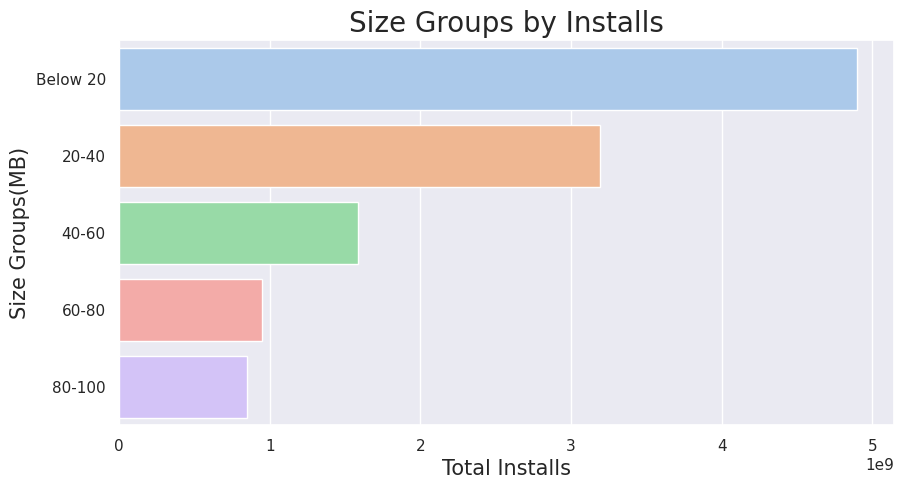 Size Groups by Installs
Size Groups(MB)
Below 20
20-40
40-60
60-80
80-100
0 1 2 3 4 5
1e9
Total Installs